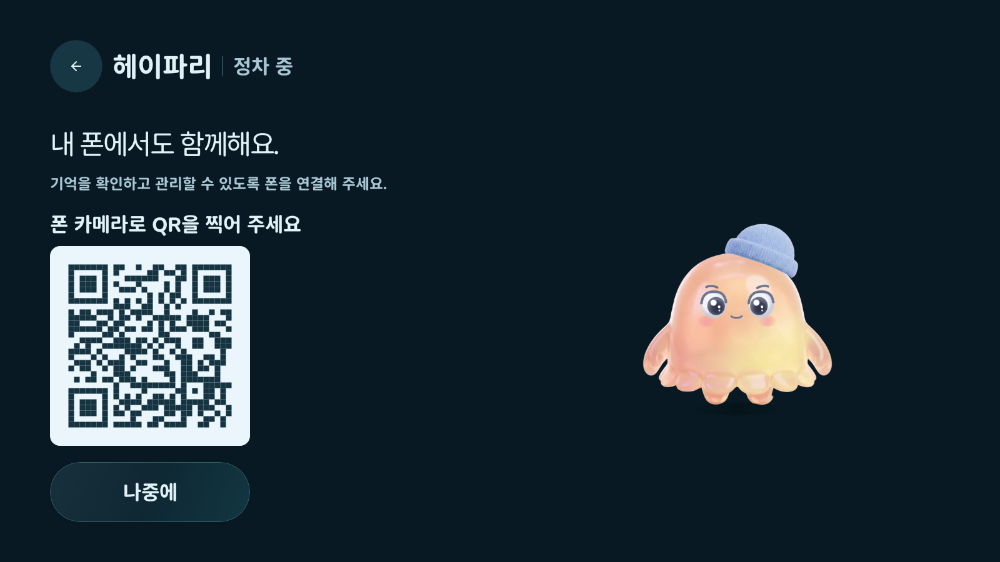 헤이파리 정차 중
내 폰에서도 함께해요.
기억을 확인하고 관리할 수 있도록 폰을 연결해 주세요.
폰 카메라로 QR을 찍어 주세요
나중에